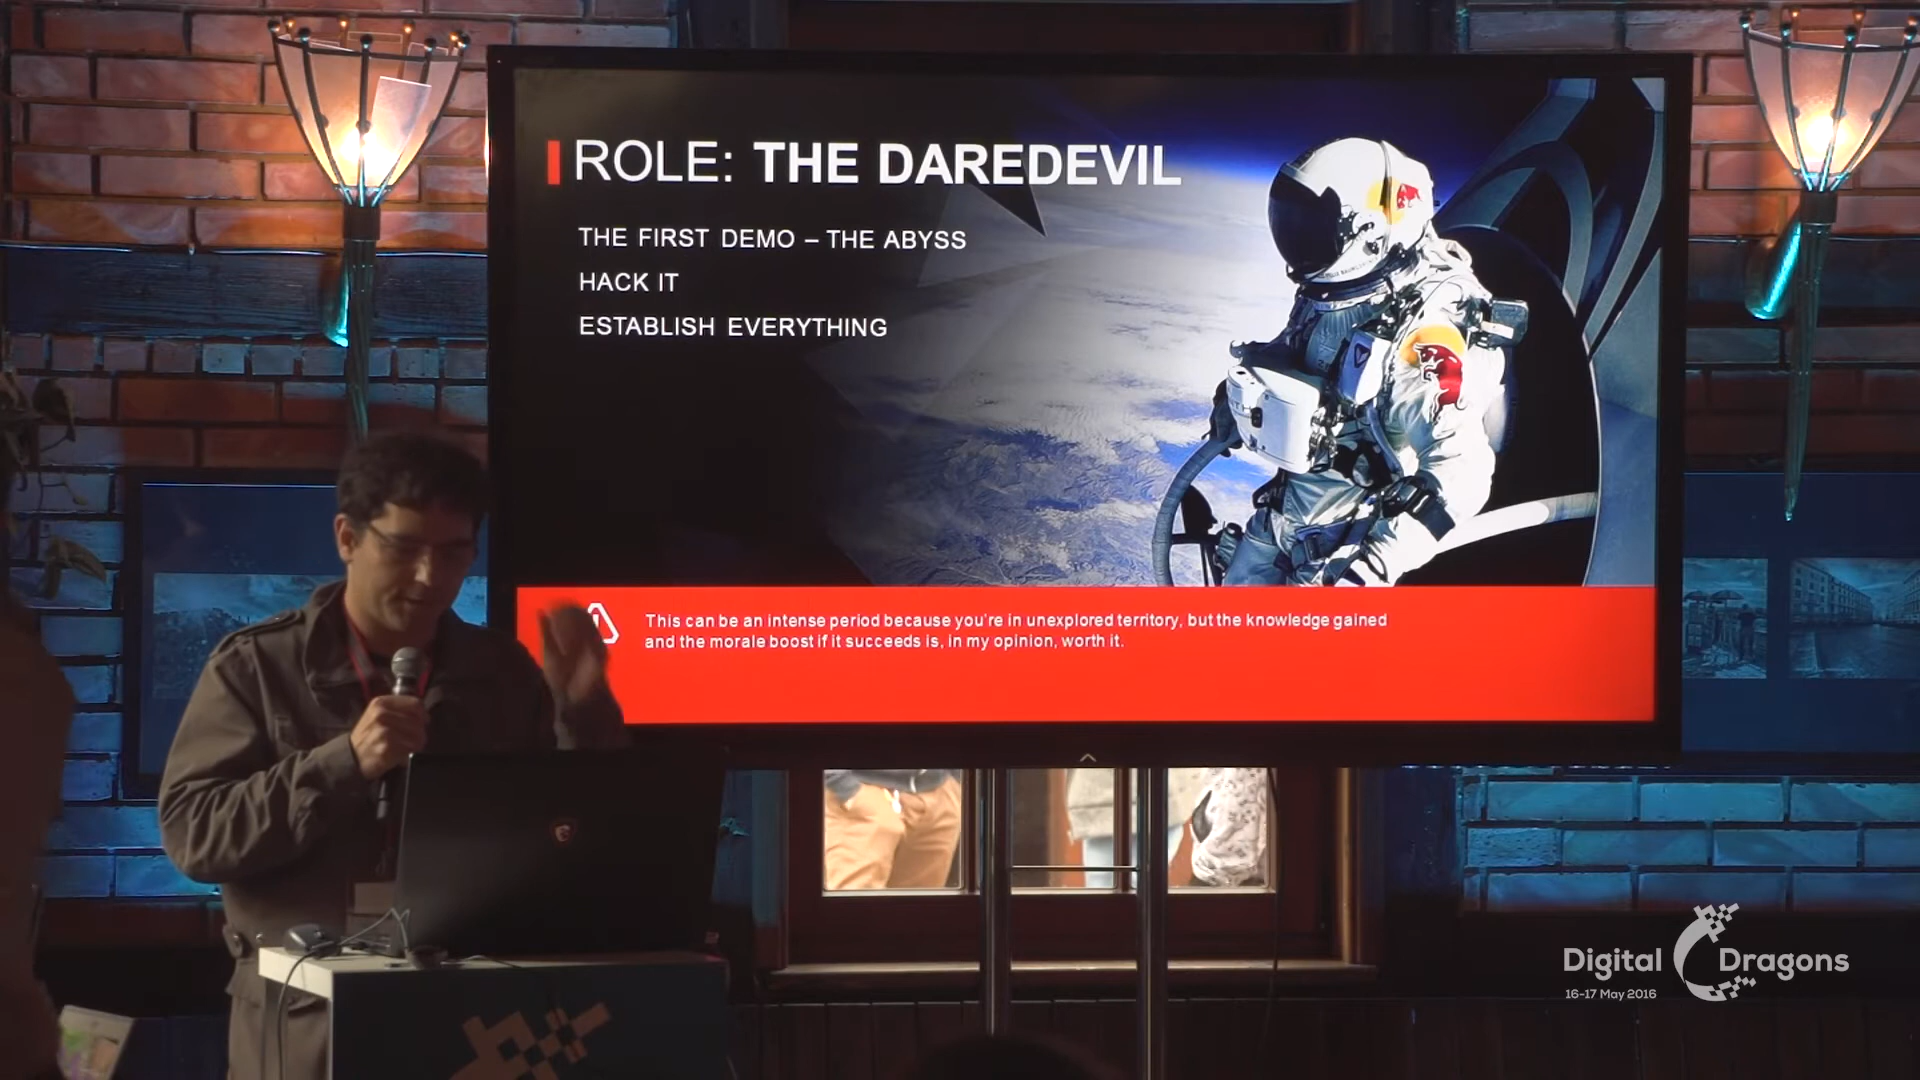 ROLE: THE DAREDEVIL
THE FIRST DEMO – THE ABYSS
HACK IT
ESTABLISH EVERYTHING
This can be an intense period because you're in unexplored territory, but the knowledge gained
and the morale boost if it succeeds is, in my opinion, worth it.
Digital Dragons
16-17 May 2016